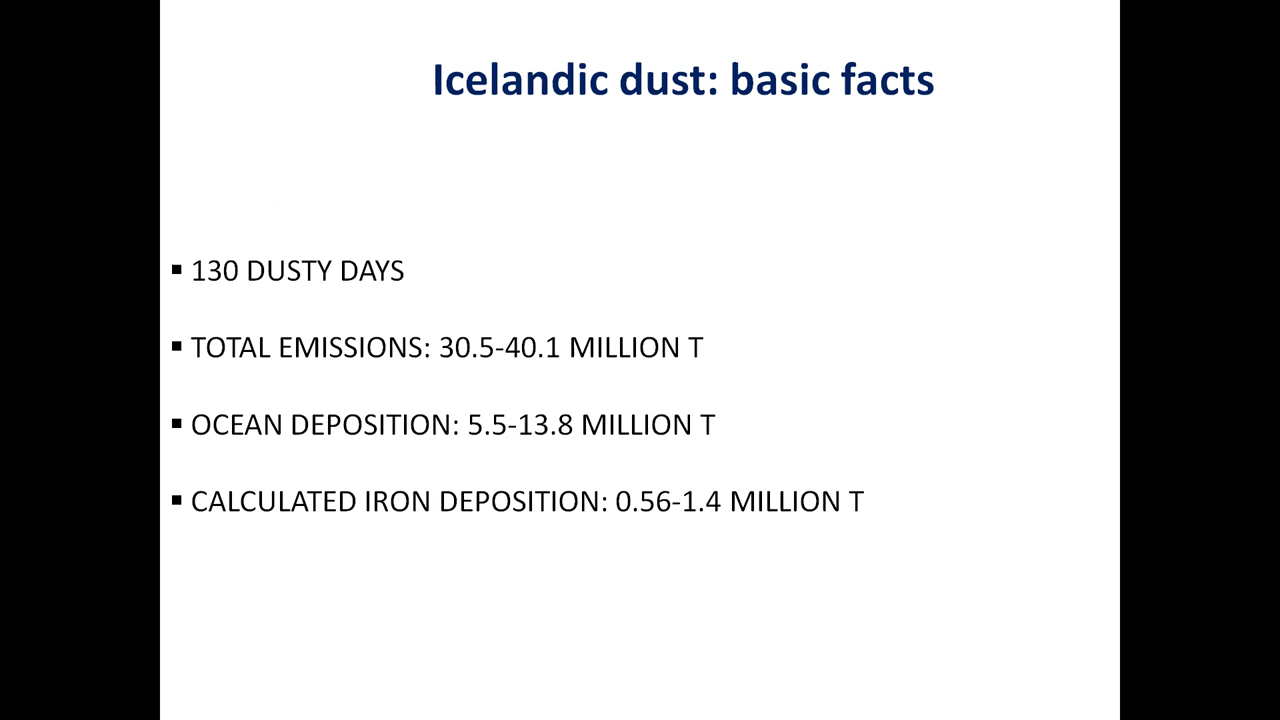 Icelandic dust: basic facts
▪ 130 DUSTY DAYS
▪ TOTAL EMISSIONS: 30.5-40.1 MILLION T
▪ OCEAN DEPOSITION: 5.5-13.8 MILLION T
▪ CALCULATED IRON DEPOSITION: 0.56-1.4 MILLION T